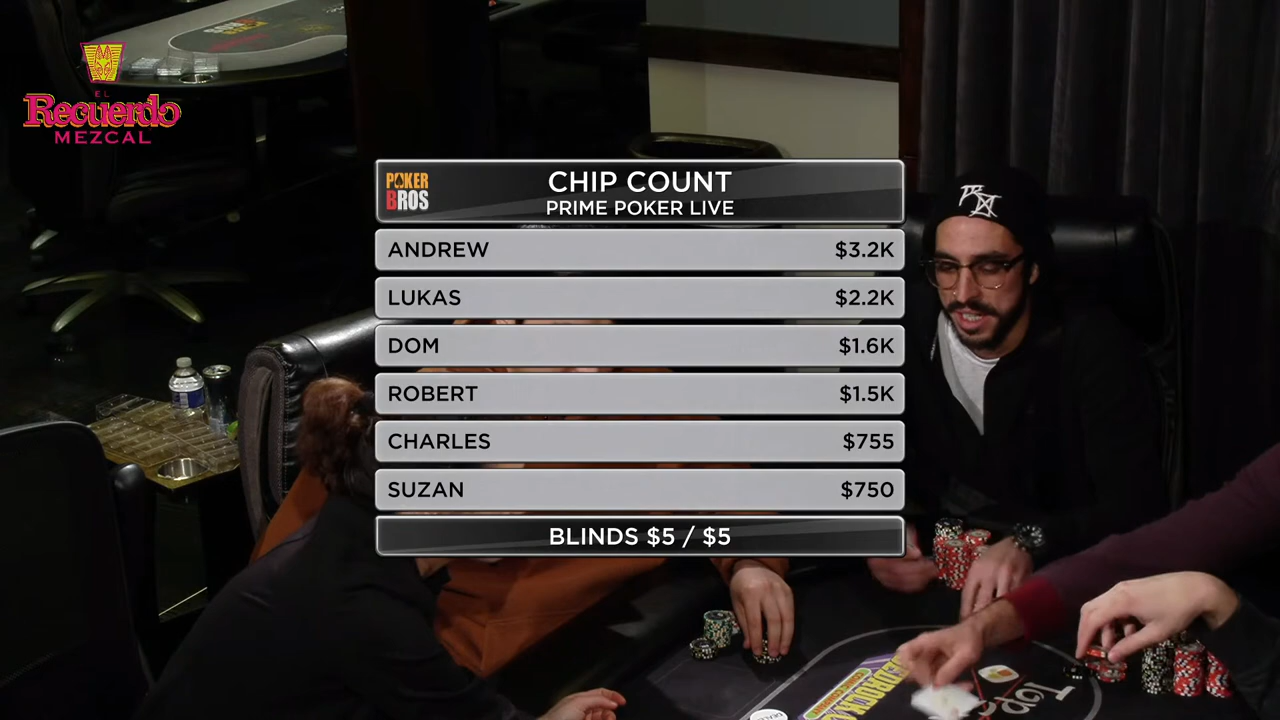 EL
Recuerdo
MEZCAL
POKER
BROS
CHIP COUNT
PRIME POKER LIVE
ANDREW $3.2K
LUKAS $2.2K
DOM $1.6K
ROBERT $1.5K
CHARLES $755
SUZAN $750
BLINDS $5 / $5